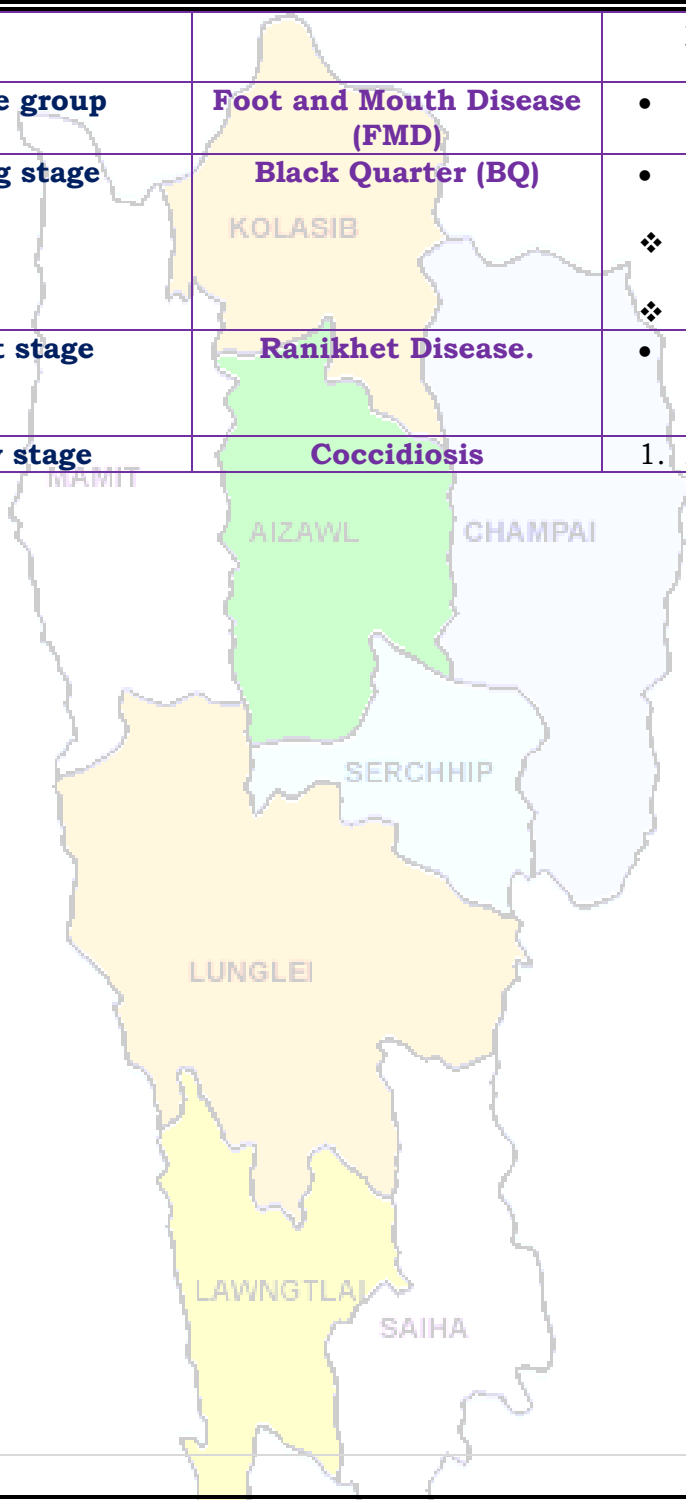 e group
Foot and Mouth Disease
(FMD)
•
g stage
Black Quarter (BQ)
•
❖
❖
t stage
Ranikhet Disease.
•
y stage
Coccidiosis
1.
KOLASIB
MAMIT
AIZAWL
CHAMPAI
SERCHHIP
LUNGLEI
LAWNGTLAI
SAIHA